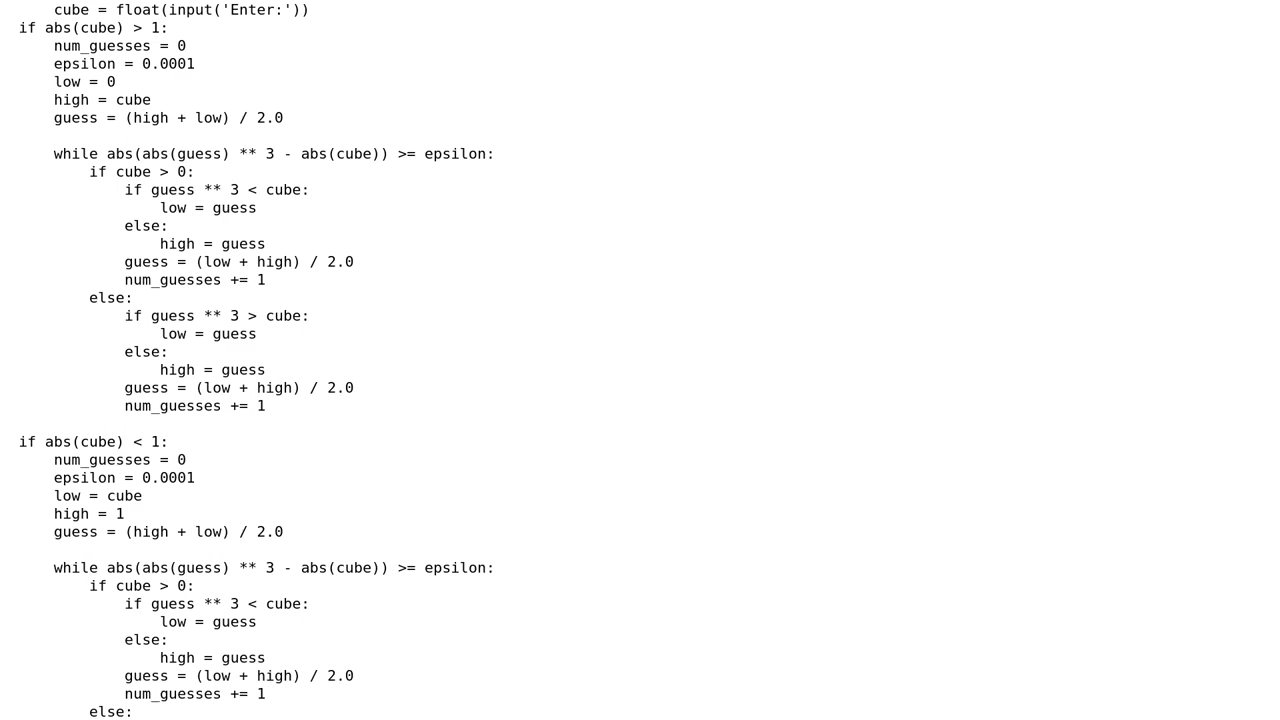 cube = float(input('Enter:'))
if abs(cube) > 1:
    num_guesses = 0
    epsilon = 0.0001
    low = 0
    high = cube
    guess = (high + low) / 2.0

    while abs(abs(guess) ** 3 - abs(cube)) >= epsilon:
        if cube > 0:
            if guess ** 3 < cube:
                low = guess
            else:
                high = guess
            guess = (low + high) / 2.0
            num_guesses += 1
        else:
            if guess ** 3 > cube:
                low = guess
            else:
                high = guess
            guess = (low + high) / 2.0
            num_guesses += 1

if abs(cube) < 1:
    num_guesses = 0
    epsilon = 0.0001
    low = cube
    high = 1
    guess = (high + low) / 2.0

    while abs(abs(guess) ** 3 - abs(cube)) >= epsilon:
        if cube > 0:
            if guess ** 3 < cube:
                low = guess
            else:
                high = guess
            guess = (low + high) / 2.0
            num_guesses += 1
        else: